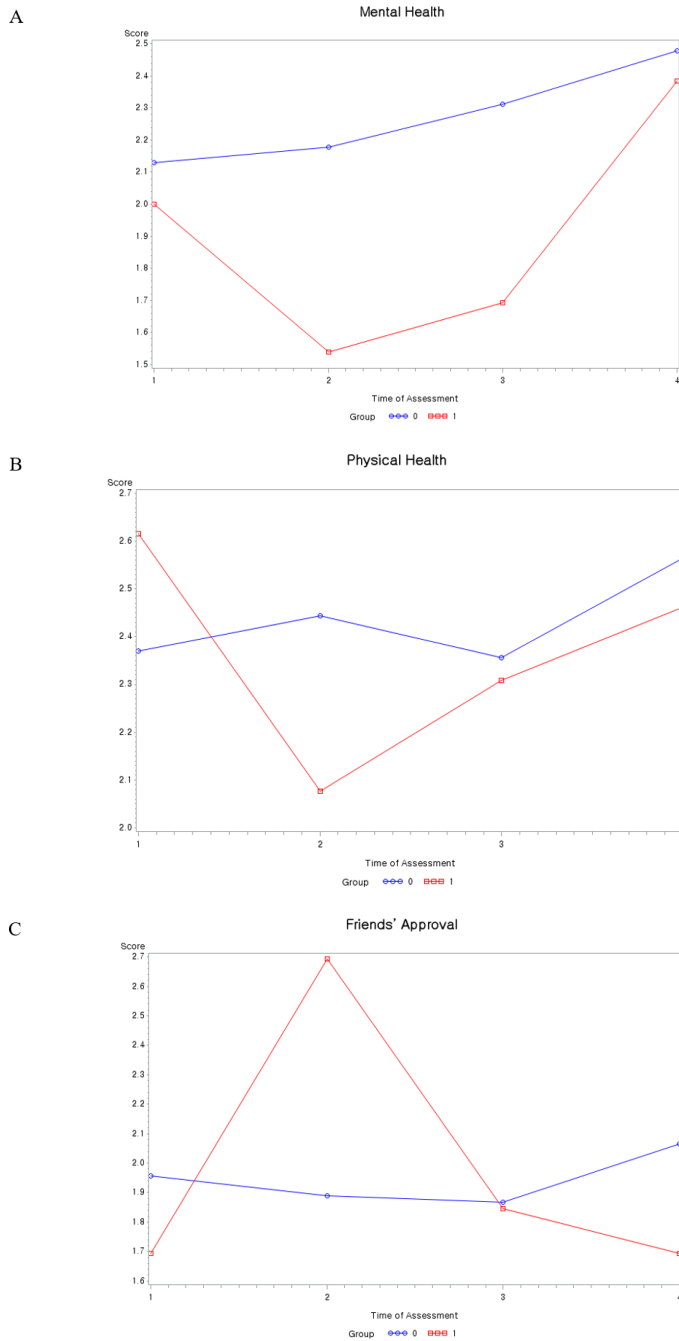 A
Mental Health
Score
2.5
2.4
2.3
2.2
2.1
2.0
1.9
1.8
1.7
1.6
1.5
1 2 3 4
Time of Assessment
Group 0 1
B
Physical Health
Score
2.7
2.6
2.5
2.4
2.3
2.2
2.1
2.0
1 2 3
Time of Assessment
Group 0 1
C
Friends' Approval
Score
2.7
2.6
2.5
2.4
2.3
2.2
2.1
2.0
1.9
1.8
1.7
1.6
1 2 3 4
Time of Assessment
Group 0 1